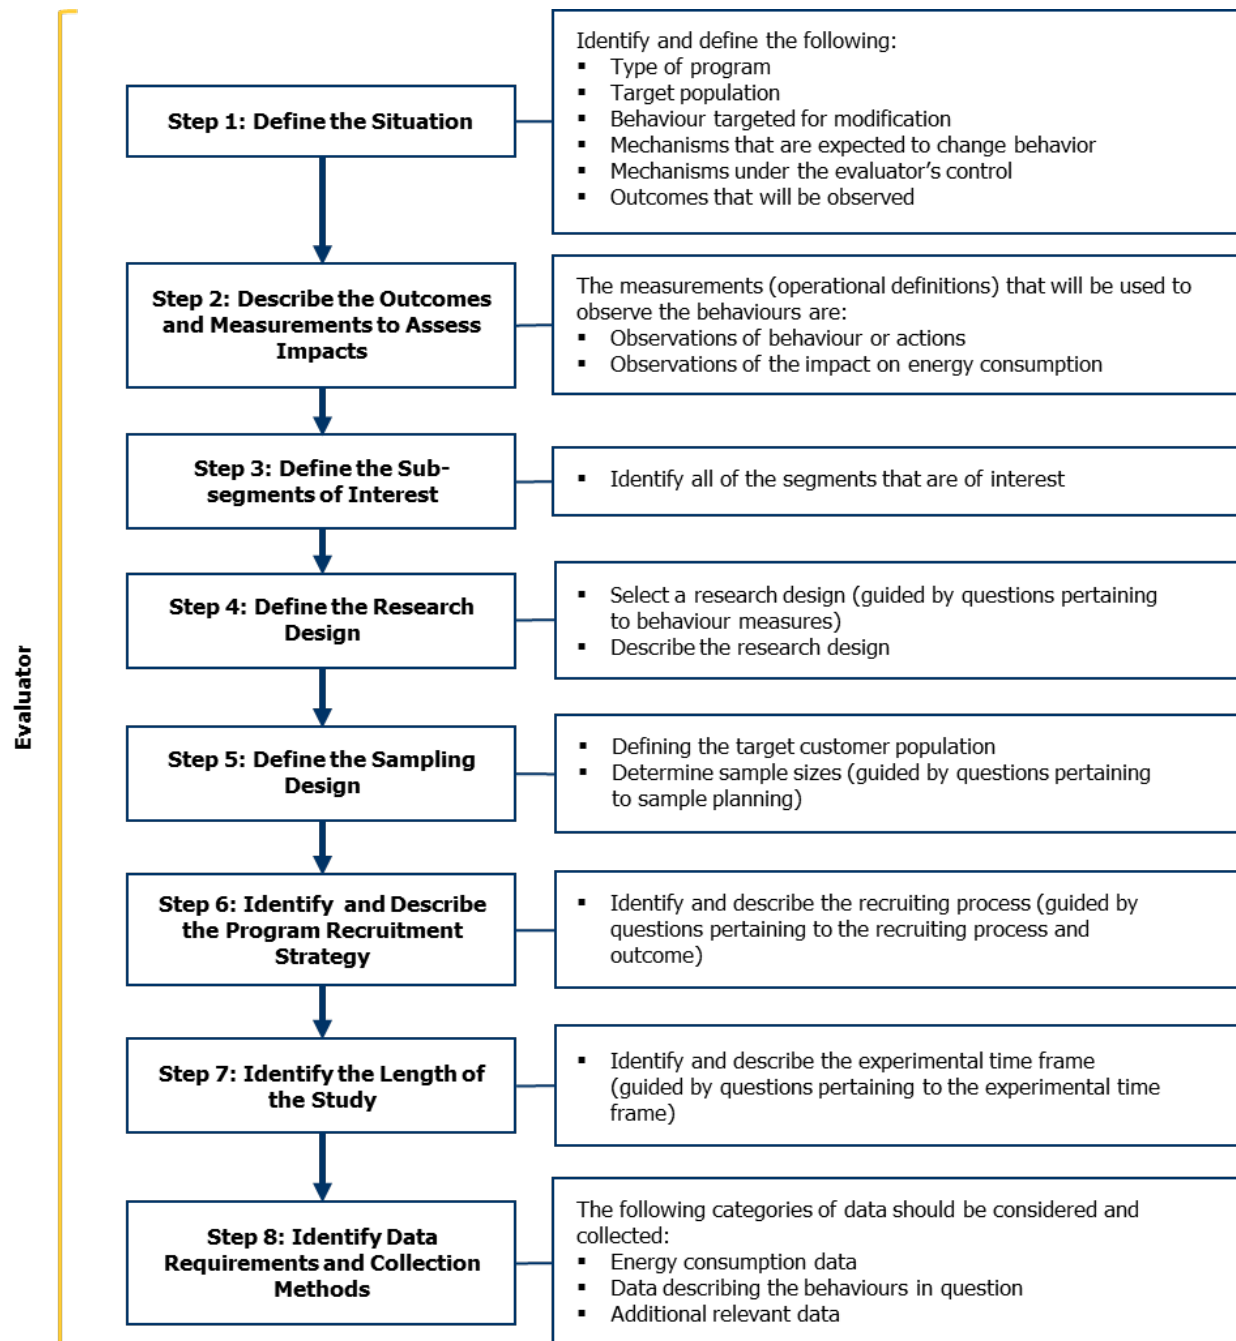 Evaluator
Step 1: Define the Situation
Identify and define the following:
▪ Type of program
▪ Target population
▪ Behaviour targeted for modification
▪ Mechanisms that are expected to change behavior
▪ Mechanisms under the evaluator’s control
▪ Outcomes that will be observed
Step 2: Describe the Outcomes
and Measurements to Assess
Impacts
The measurements (operational definitions) that will be used to
observe the behaviours are:
▪ Observations of behaviour or actions
▪ Observations of the impact on energy consumption
Step 3: Define the Sub-
segments of Interest
▪ Identify all of the segments that are of interest
Step 4: Define the Research
Design
▪ Select a research design (guided by questions pertaining
to behaviour measures)
▪ Describe the research design
Step 5: Define the Sampling
Design
▪ Defining the target customer population
▪ Determine sample sizes (guided by questions pertaining
to sample planning)
Step 6: Identify and Describe
the Program Recruitment
Strategy
▪ Identify and describe the recruiting process (guided by
questions pertaining to the recruiting process and
outcome)
Step 7: Identify the Length of
the Study
▪ Identify and describe the experimental time frame
(guided by questions pertaining to the experimental time
frame)
Step 8: Identify Data
Requirements and Collection
Methods
The following categories of data should be considered and
collected:
▪ Energy consumption data
▪ Data describing the behaviours in question
▪ Additional relevant data